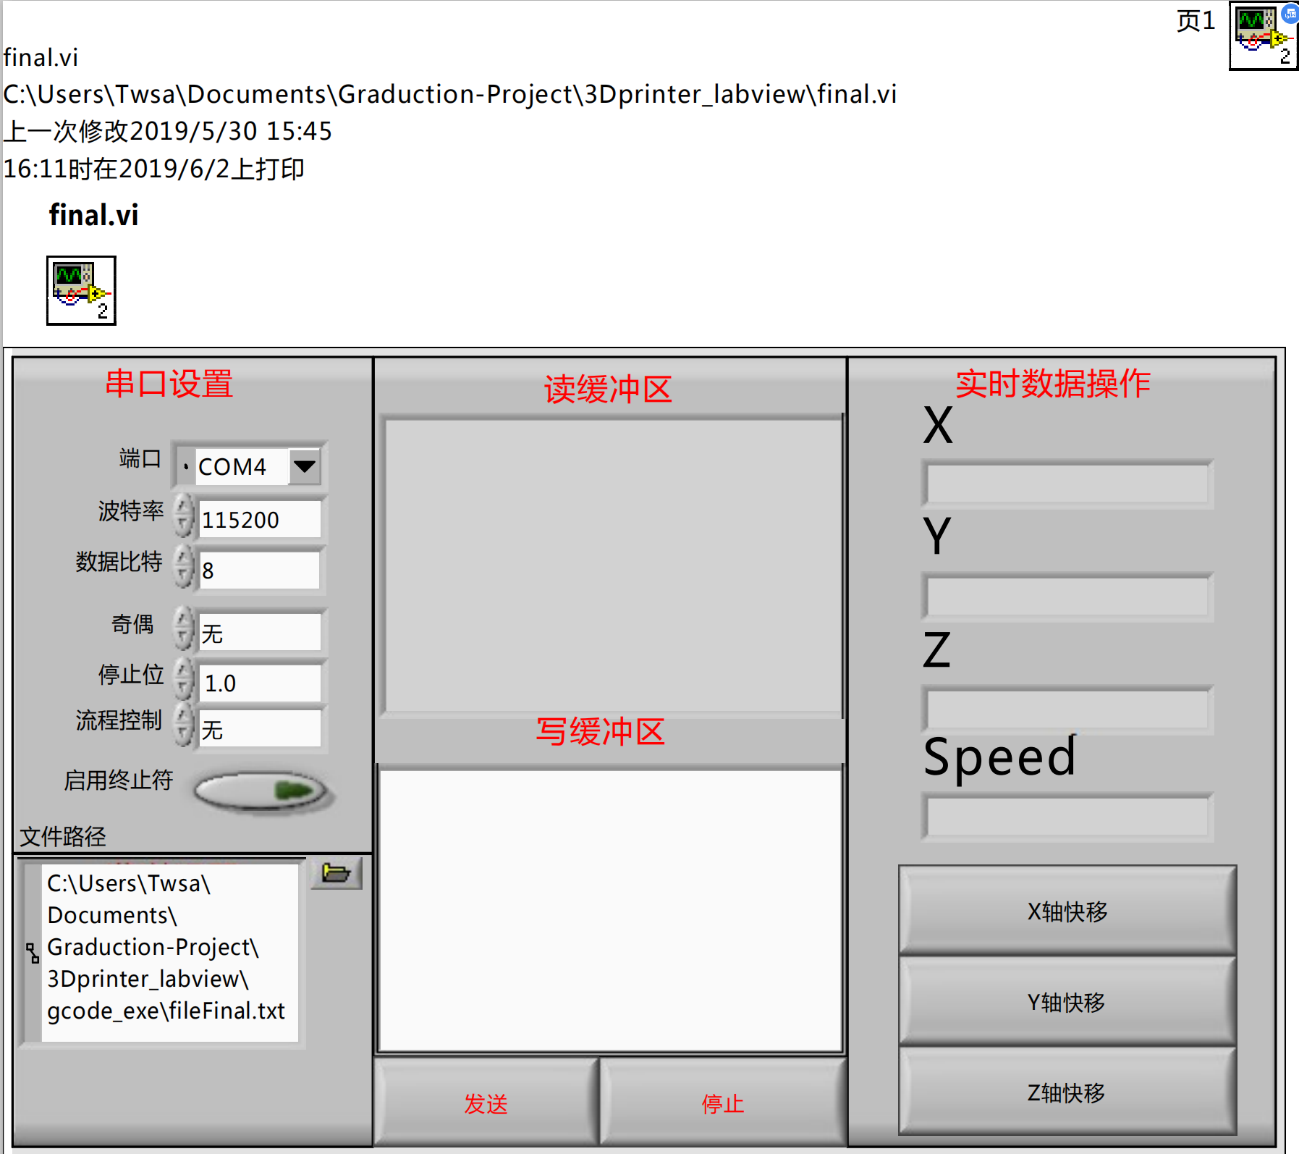 页1
2
final.vi
C:\Users\Twsa\Documents\Graduction-Project\3Dprinter_labview\final.vi
上一次修改2019/5/30 15:45
16:11时在2019/6/2上打印
final.vi
2
串口设置
端口
COM4
波特率
115200
数据比特
8
奇偶
无
停止位
1.0
流程控制
无
启用终止符
文件路径
C:\Users\Twsa\
Documents\
Graduction-Project\
3Dprinter_labview\
gcode_exe\fileFinal.txt
读缓冲区
写缓冲区
发送
停止
实时数据操作
X
Y
Z
Speed
X轴快移
Y轴快移
Z轴快移